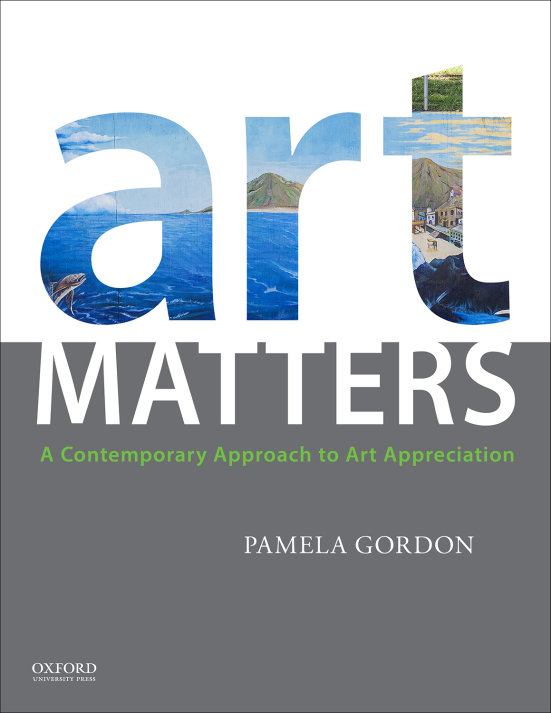 art
MATTERS
A Contemporary Approach to Art Appreciation
PAMELA GORDON
OXFORD
UNIVERSITY PRESS